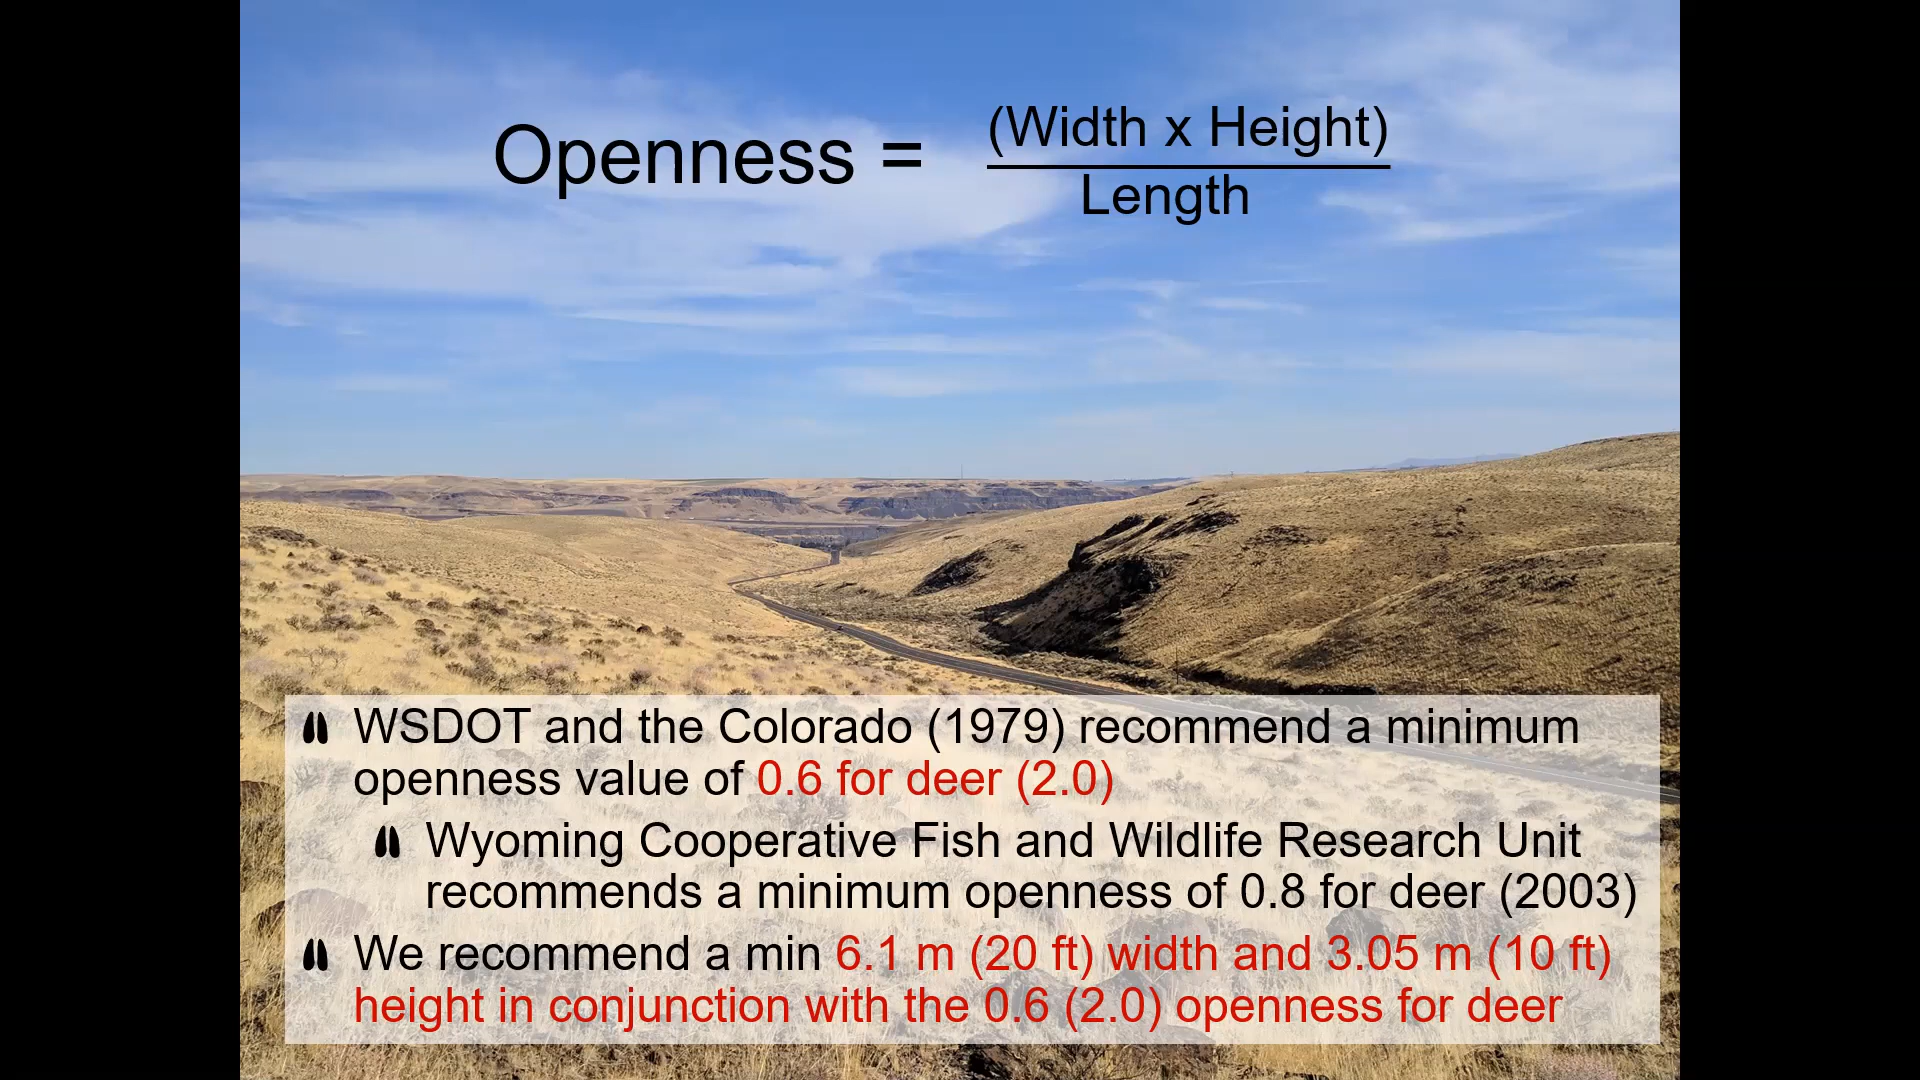 Openness = (Width x Height)
Length
WSDOT and the Colorado (1979) recommend a minimum
openness value of 0.6 for deer (2.0)
Wyoming Cooperative Fish and Wildlife Research Unit
recommends a minimum openness of 0.8 for deer (2003)
We recommend a min 6.1 m (20 ft) width and 3.05 m (10 ft)
height in conjunction with the 0.6 (2.0) openness for deer